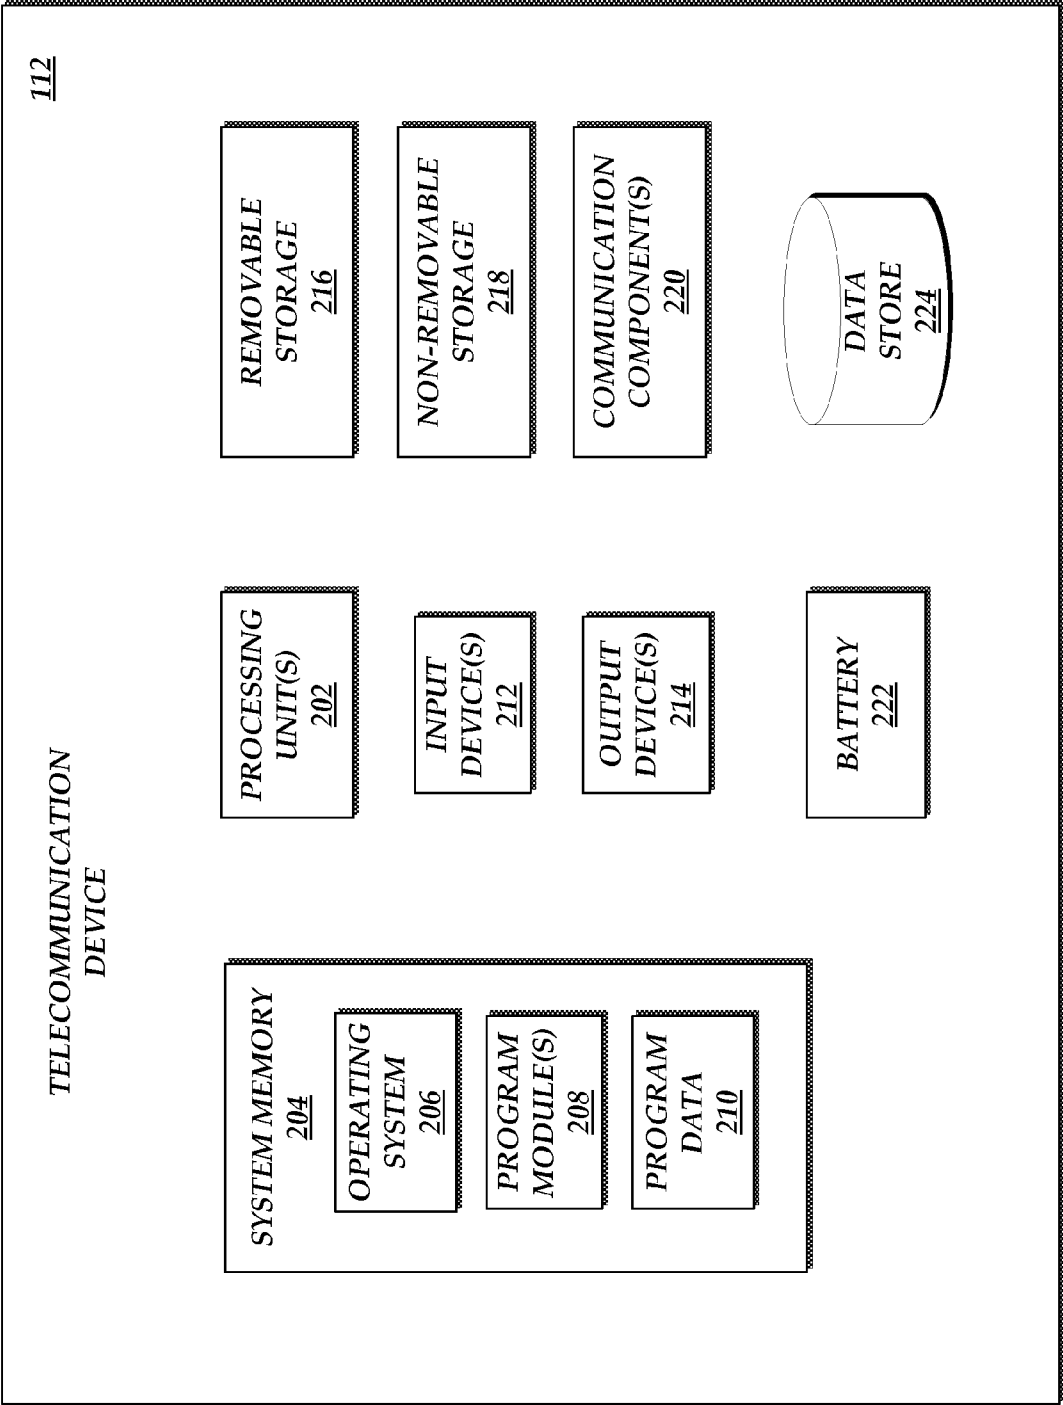 TELECOMMUNICATION
DEVICE
112
SYSTEM MEMORY
204
OPERATING
SYSTEM
206
PROGRAM
MODULE(S)
208
PROGRAM
DATA
210
PROCESSING
UNIT(S)
202
INPUT
DEVICE(S)
212
OUTPUT
DEVICE(S)
214
BATTERY
222
REMOVABLE
STORAGE
216
NON-REMOVABLE
STORAGE
218
COMMUNICATION
COMPONENT(S)
220
DATA
STORE
224